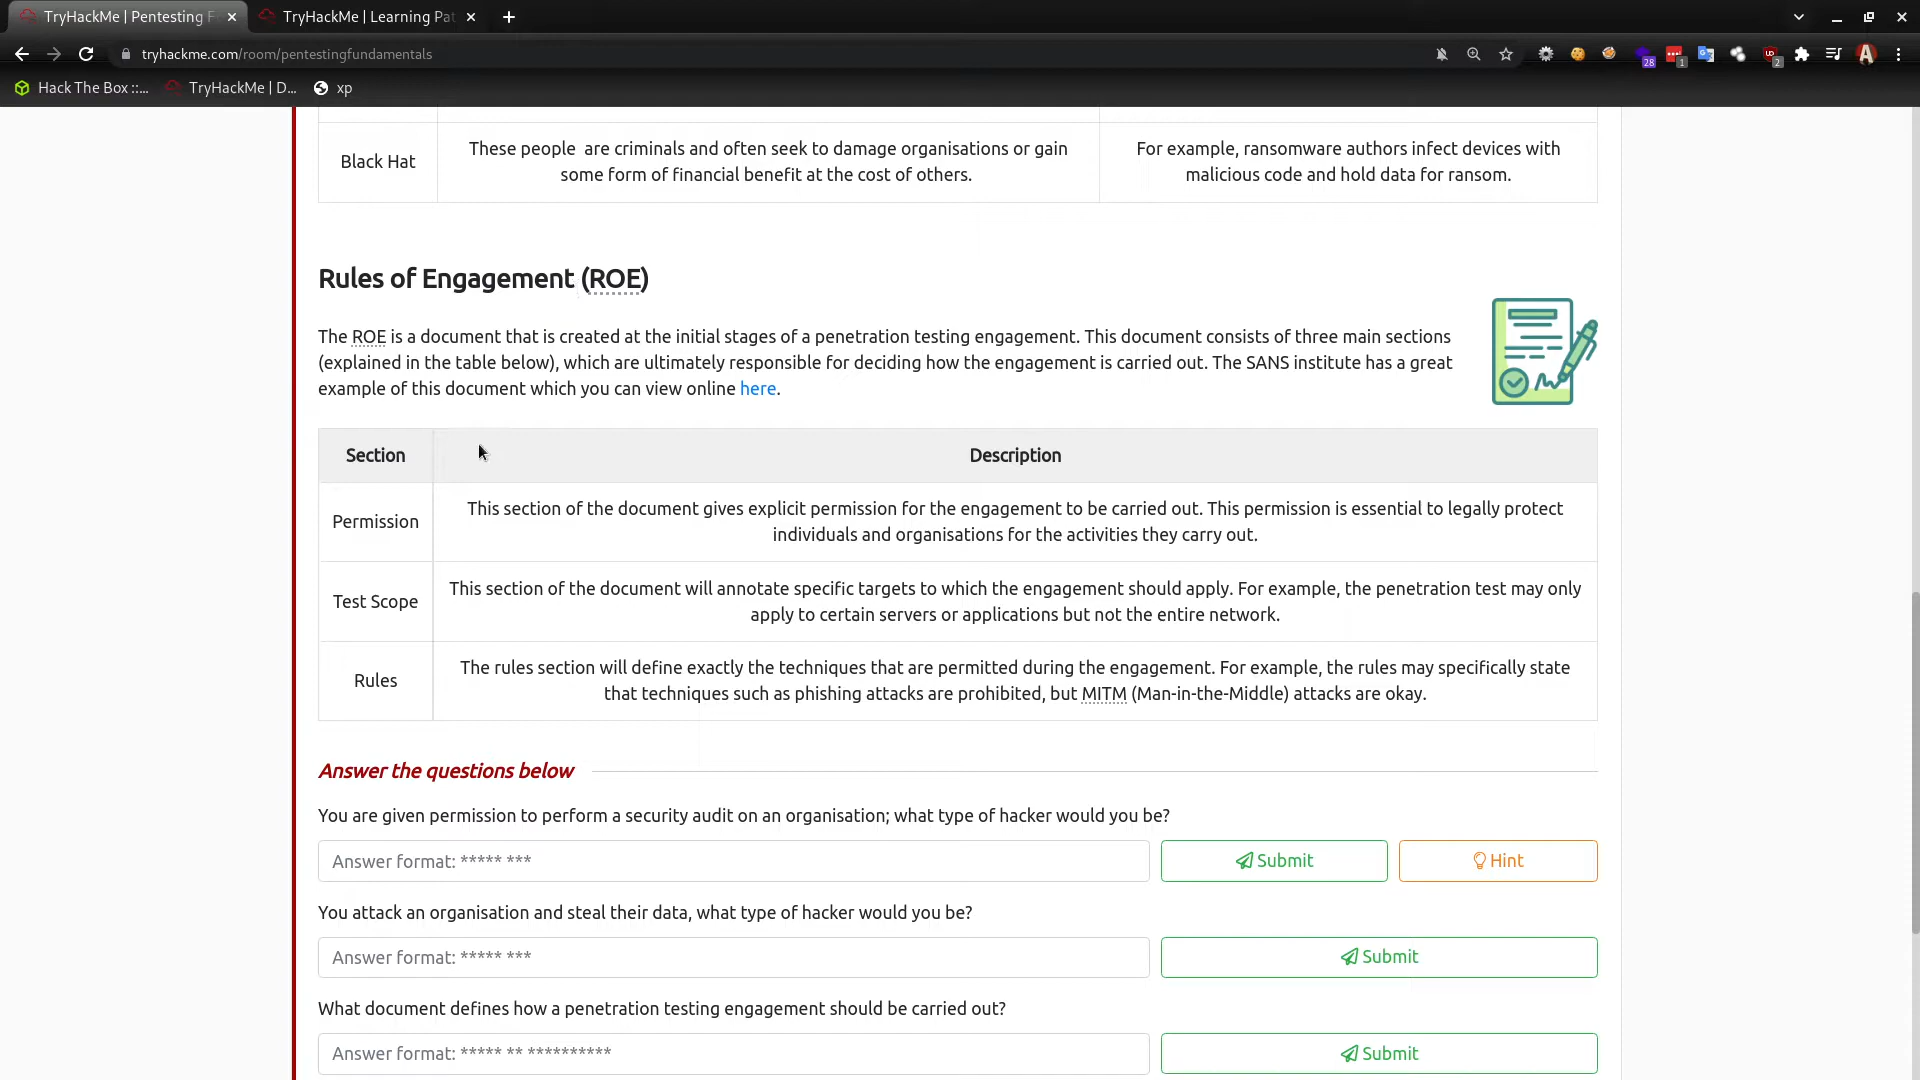 TryHackMe | Pentesting F
TryHackMe | Learning Pat
tryhackme.com/room/pentestingfundamentals
28
1
2
A
Hack The Box ::...
TryHackMe | D...
xp
Black Hat
These people are criminals and often seek to damage organisations or gain
some form of financial benefit at the cost of others.
For example, ransomware authors infect devices with
malicious code and hold data for ransom.
Rules of Engagement (ROE)
The ROE is a document that is created at the initial stages of a penetration testing engagement. This document consists of three main sections
(explained in the table below), which are ultimately responsible for deciding how the engagement is carried out. The SANS institute has a great
example of this document which you can view online here.
Section
Description
Permission
This section of the document gives explicit permission for the engagement to be carried out. This permission is essential to legally protect
individuals and organisations for the activities they carry out.
Test Scope
This section of the document will annotate specific targets to which the engagement should apply. For example, the penetration test may only
apply to certain servers or applications but not the entire network.
Rules
The rules section will define exactly the techniques that are permitted during the engagement. For example, the rules may specifically state
that techniques such as phishing attacks are prohibited, but MITM (Man-in-the-Middle) attacks are okay.
Answer the questions below
You are given permission to perform a security audit on an organisation; what type of hacker would you be?
Answer format: ***** ***
Submit
Hint
You attack an organisation and steal their data, what type of hacker would you be?
Answer format: ***** ***
Submit
What document defines how a penetration testing engagement should be carried out?
Answer format: ***** ** **********
Submit